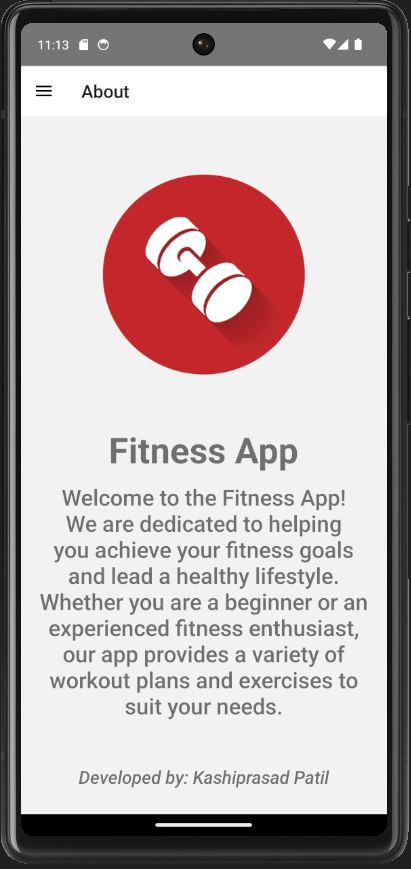 11:13
About
Fitness App
Welcome to the Fitness App!
We are dedicated to helping
you achieve your fitness goals
and lead a healthy lifestyle.
Whether you are a beginner or an
experienced fitness enthusiast,
our app provides a variety of
workout plans and exercises to
suit your needs.
Developed by: Kashiprasad Patil